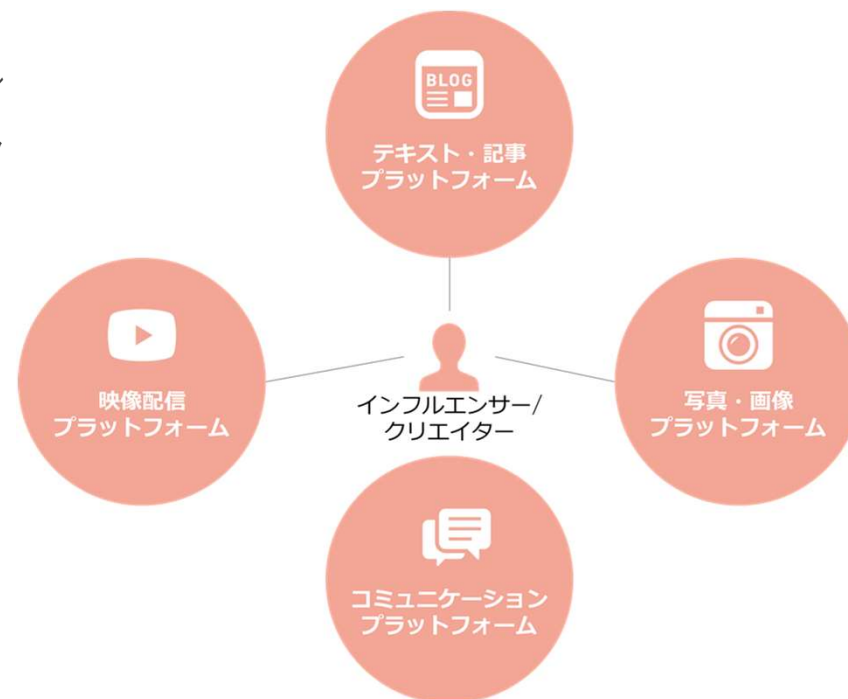 BLOG
テキスト・記事
プラットフォーム
映像配信
プラットフォーム
インフルエンサー/
クリエイター
写真・画像
プラットフォーム
コミュニケーション
プラットフォーム